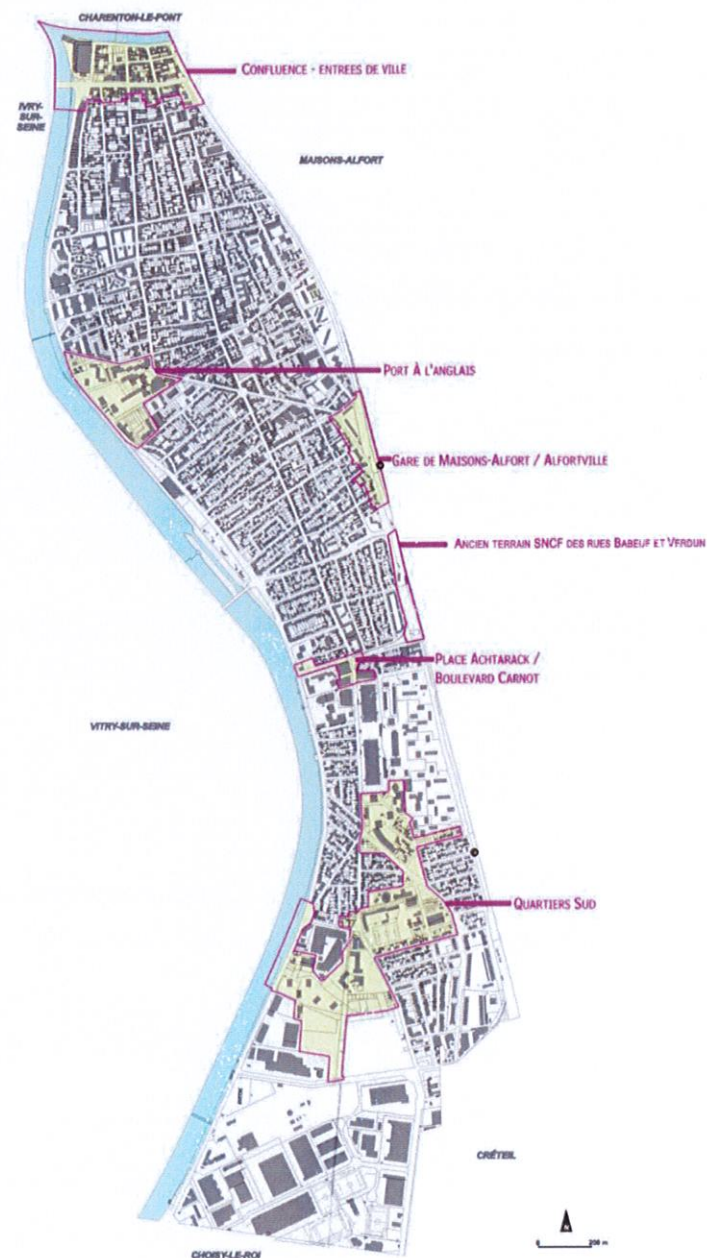 CHARENTON-LE-PONT
CONFLUENCE - ENTREES DE VILLE
IVRY-
SUR-
SEINE
MAISONS-ALFORT
PORT À L'ANGLAIS
GARE DE MAISONS-ALFORT / ALFORTVILLE
ANCIEN TERRAIN SNCF DES RUES BABEUF ET VERDUN
PLACE ACHTARACK /
BOULEVARD CARNOT
VITRY-SUR-SEINE
QUARTIERS SUD
CRÉTEIL
N
0 200 m
CHOISY-LE-ROI